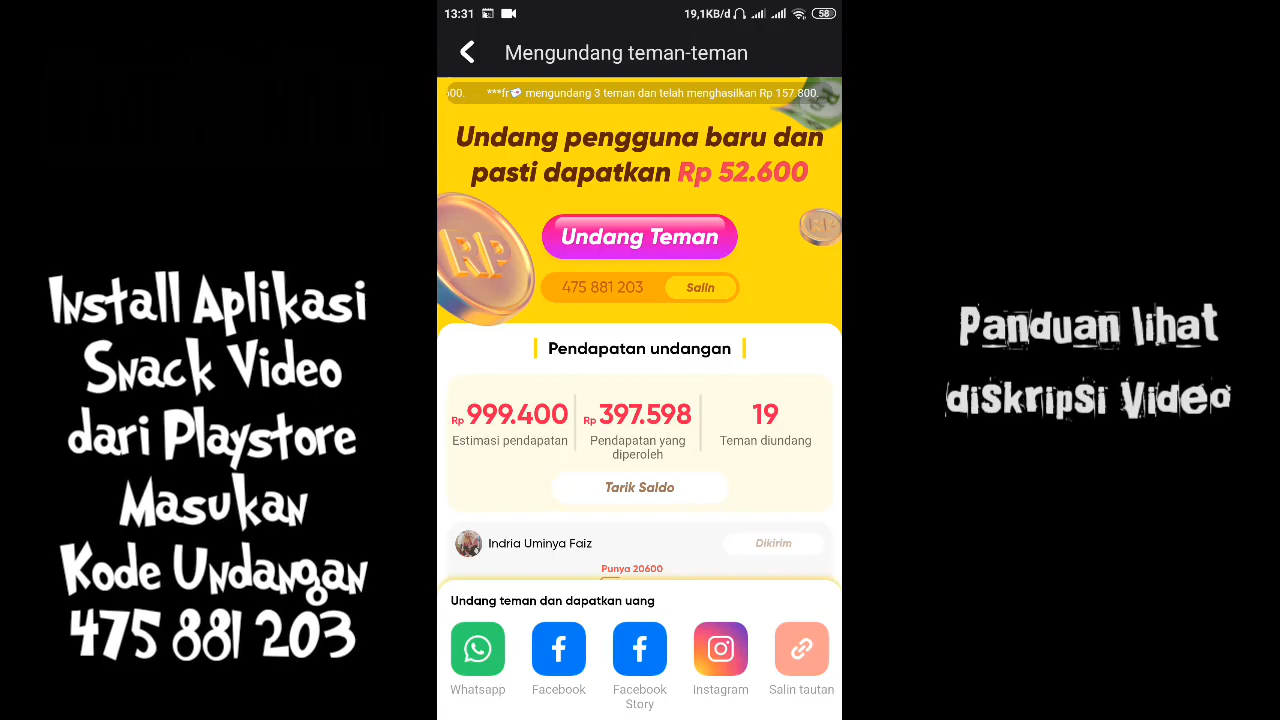 13:31
19,1KB/d
58
Mengundang teman-teman
500. ***fr mengundang 3 teman dan telah menghasilkan Rp 157.800.
Undang pengguna baru dan
pasti dapatkan Rp 52.600
Undang Teman
475 881 203 Salin
Pendapatan undangan
Rp 999.400 Rp 397.598 19
Estimasi pendapatan Pendapatan yang diperoleh Teman diundang
Tarik Saldo
Indria Uminya Faiz Dikirim
Punya 20600
Undang teman dan dapatkan uang
Whatsapp Facebook Facebook Story Instagram Salin tautan
Install Aplikasi
Snack Video
dari Playstore
Masukan
Kode Undangan
475 881 203
Panduan lihat
diskripsi Video